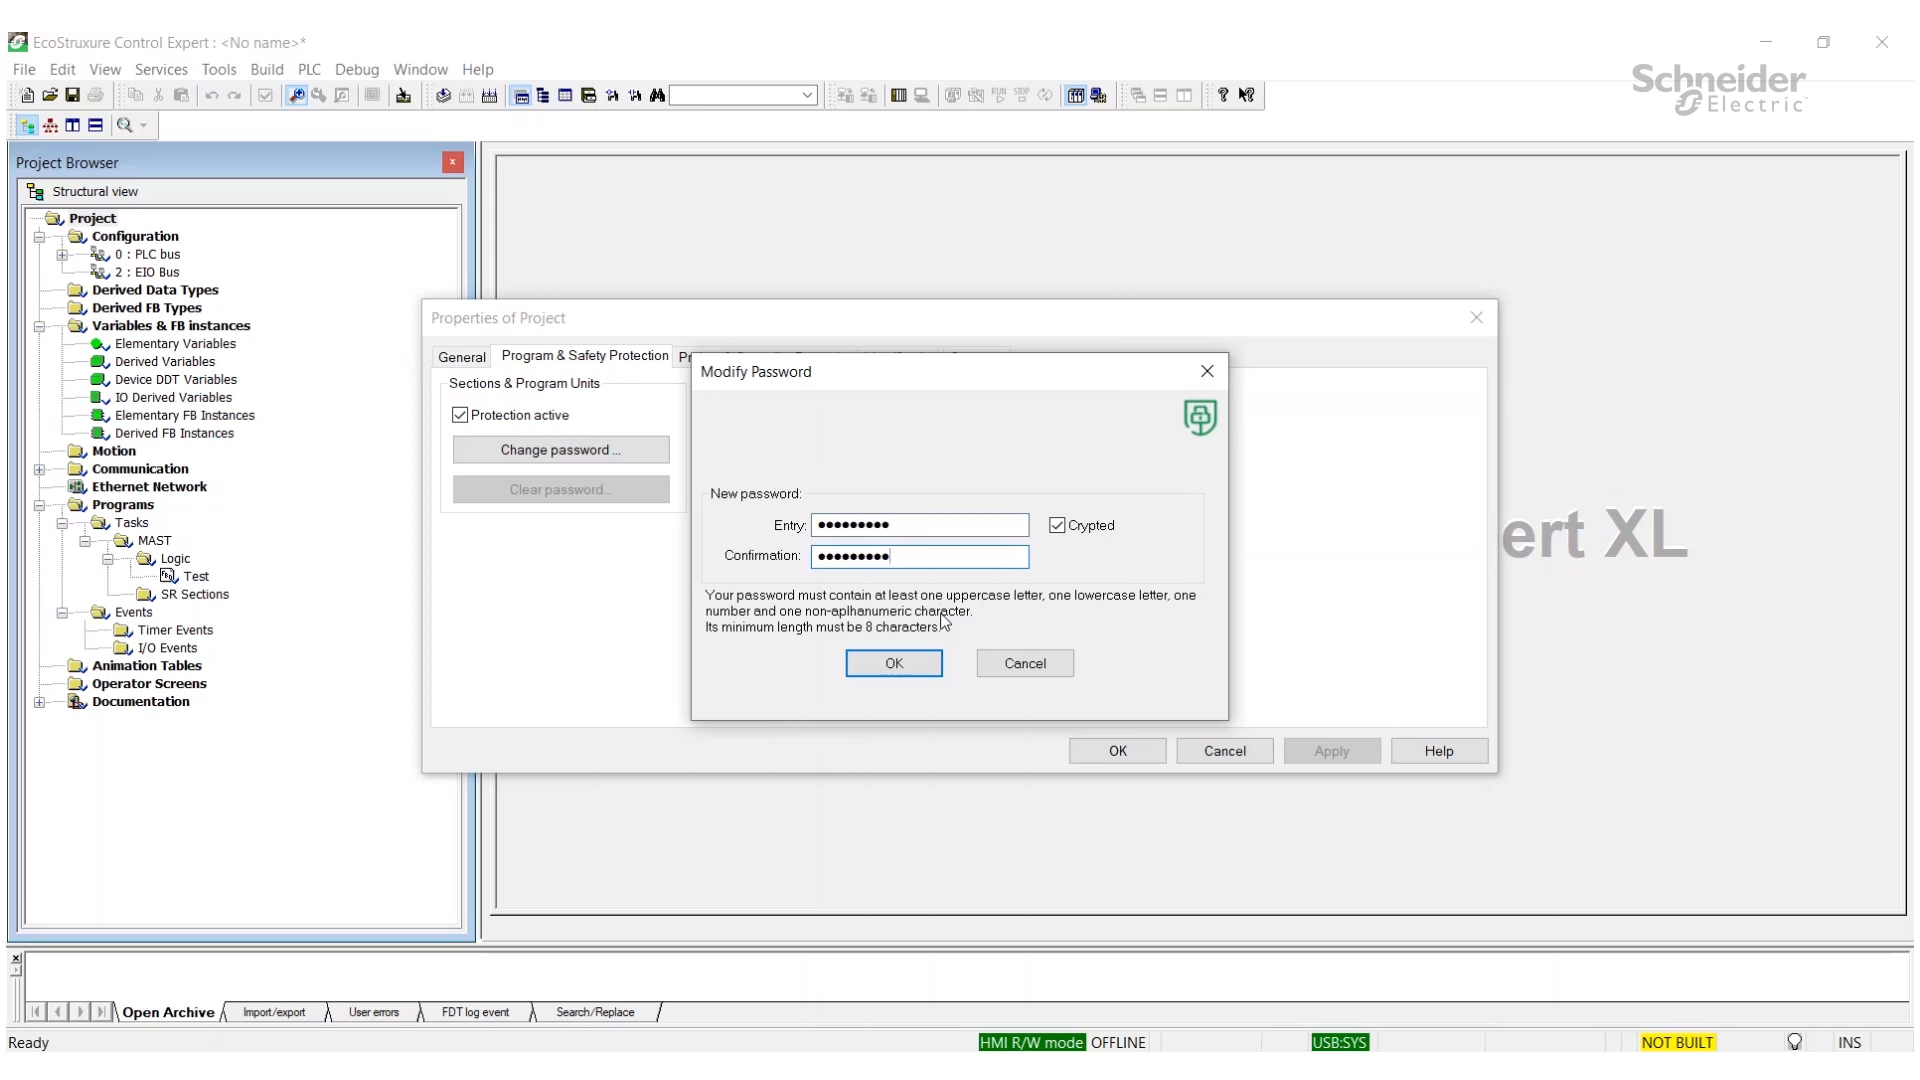 EcoStruxure Control Expert : <No name>*
File Edit View Services Tools Build PLC Debug Window Help
Schneider
Electric
RUN STOP
Project Browser
Structural view
Project
Configuration
0 : PLC bus
2 : EIO Bus
Derived Data Types
Derived FB Types
Variables & FB instances
Elementary Variables
Derived Variables
Device DDT Variables
IO Derived Variables
Elementary FB Instances
Derived FB Instances
Motion
Communication
Ethernet Network
Programs
Tasks
MAST
Logic
Test
SR Sections
Events
Timer Events
I/O Events
Animation Tables
Operator Screens
Documentation
ert XL
Properties of Project
General Program & Safety Protection
Sections & Program Units
Protection active
Change password ...
Clear password...
OK Cancel Apply Help
Modify Password
New password:
Entry: ●●●●●●●●● Crypted
Confirmation: ●●●●●●●●●
Your password must contain at least one uppercase letter, one lowercase letter, one
number and one non-aplhanumeric character.
Its minimum length must be 8 characters.
OK Cancel
Open Archive Import/export User errors FDT log event Search/Replace
Ready HMI R/W mode OFFLINE USB:SYS NOT BUILT INS